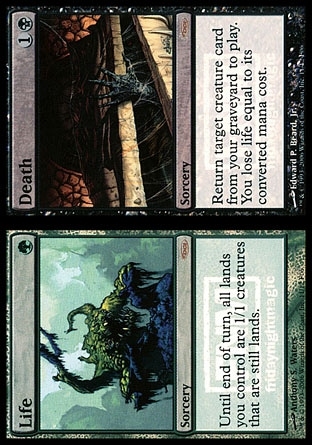 Life
Sorcery
Until end of turn, all lands
you control are 1/1 creatures
that are still lands.
fridaynightmagic
Anthony S. Waters
Death
1
Sorcery
Return target creature card
from your graveyard to play.
You lose life equal to its
converted mana cost.
Edward P. Beard, Jr.